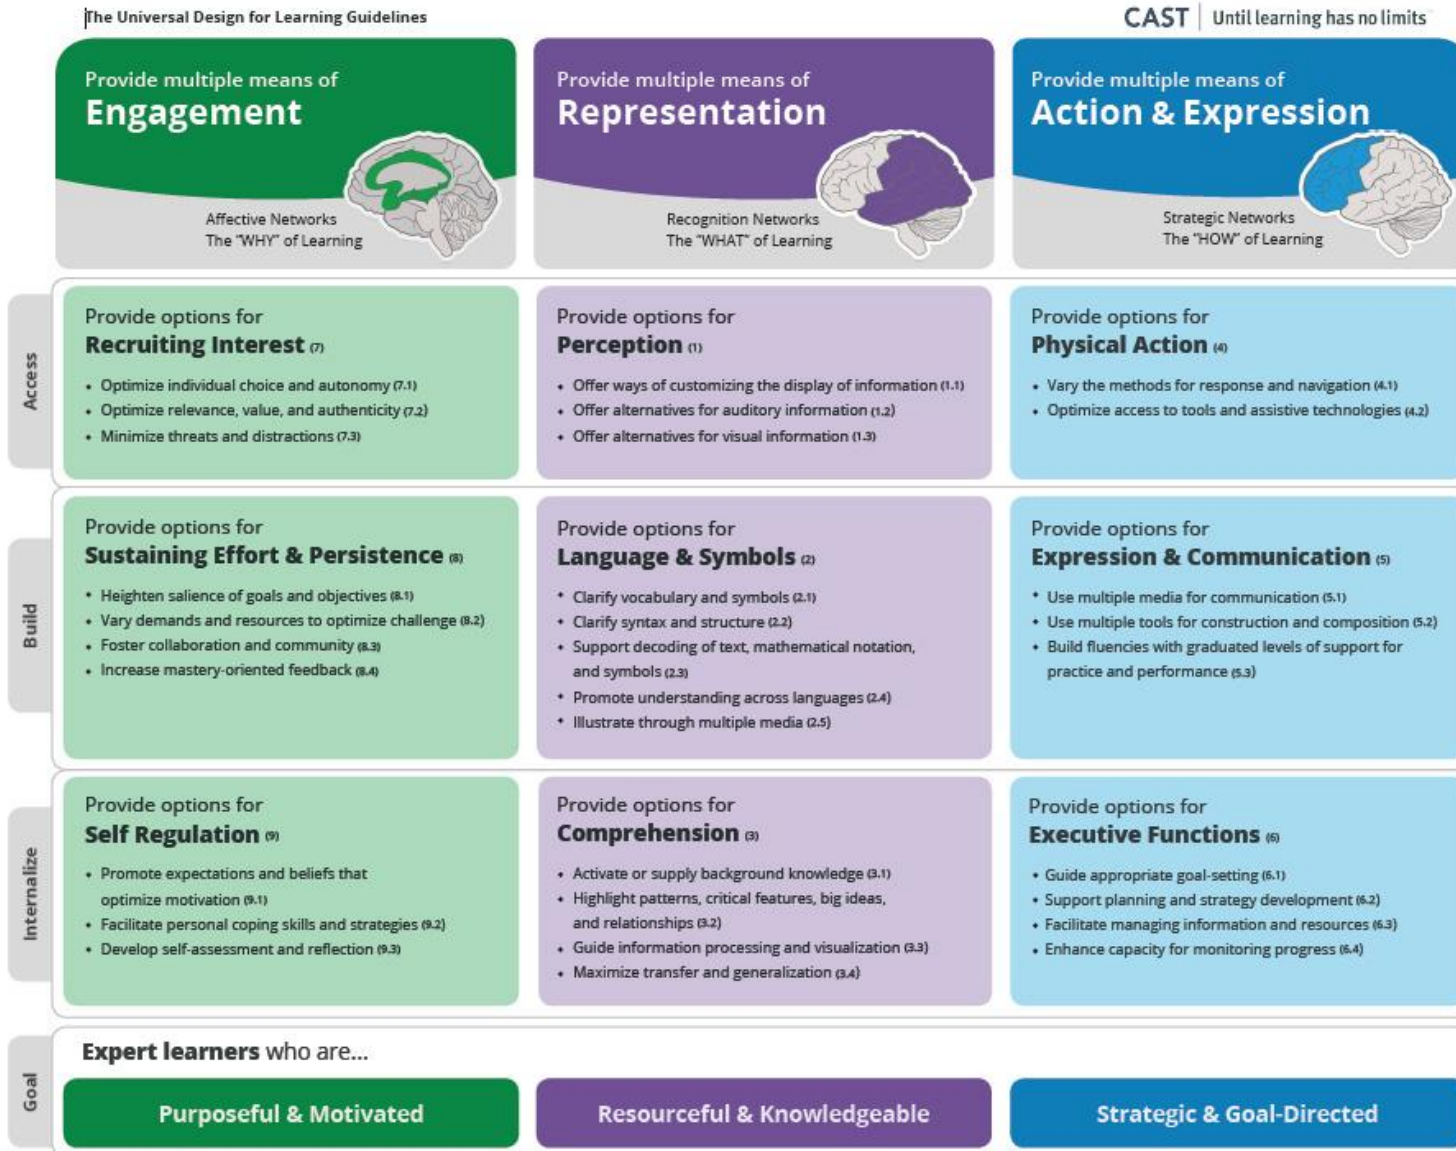 The Universal Design for Learning Guidelines
CAST | Until learning has no limits
Provide multiple means of
Engagement
Affective Networks
The "WHY" of Learning
Provide multiple means of
Representation
Recognition Networks
The "WHAT" of Learning
Provide multiple means of
Action & Expression
Strategic Networks
The "HOW" of Learning
Access
Provide options for
Recruiting Interest (7)
• Optimize individual choice and autonomy (7.1)
• Optimize relevance, value, and authenticity (7.2)
• Minimize threats and distractions (7.3)
Provide options for
Perception (1)
• Offer ways of customizing the display of information (1.1)
• Offer alternatives for auditory information (1.2)
• Offer alternatives for visual information (1.3)
Provide options for
Physical Action (4)
• Vary the methods for response and navigation (4.1)
• Optimize access to tools and assistive technologies (4.2)
Build
Provide options for
Sustaining Effort & Persistence (8)
• Heighten salience of goals and objectives (8.1)
• Vary demands and resources to optimize challenge (8.2)
• Foster collaboration and community (8.3)
• Increase mastery-oriented feedback (8.4)
Provide options for
Language & Symbols (2)
• Clarify vocabulary and symbols (2.1)
• Clarify syntax and structure (2.2)
• Support decoding of text, mathematical notation,
and symbols (2.3)
• Promote understanding across languages (2.4)
• Illustrate through multiple media (2.5)
Provide options for
Expression & Communication (5)
• Use multiple media for communication (5.1)
• Use multiple tools for construction and composition (5.2)
• Build fluencies with graduated levels of support for
practice and performance (5.3)
Internalize
Provide options for
Self Regulation (9)
• Promote expectations and beliefs that
optimize motivation (9.1)
• Facilitate personal coping skills and strategies (9.2)
• Develop self-assessment and reflection (9.3)
Provide options for
Comprehension (3)
• Activate or supply background knowledge (3.1)
• Highlight patterns, critical features, big ideas,
and relationships (3.2)
• Guide information processing and visualization (3.3)
• Maximize transfer and generalization (3.4)
Provide options for
Executive Functions (6)
• Guide appropriate goal-setting (6.1)
• Support planning and strategy development (6.2)
• Facilitate managing information and resources (6.3)
• Enhance capacity for monitoring progress (6.4)
Goal
Expert learners who are...
Purposeful & Motivated
Resourceful & Knowledgeable
Strategic & Goal-Directed